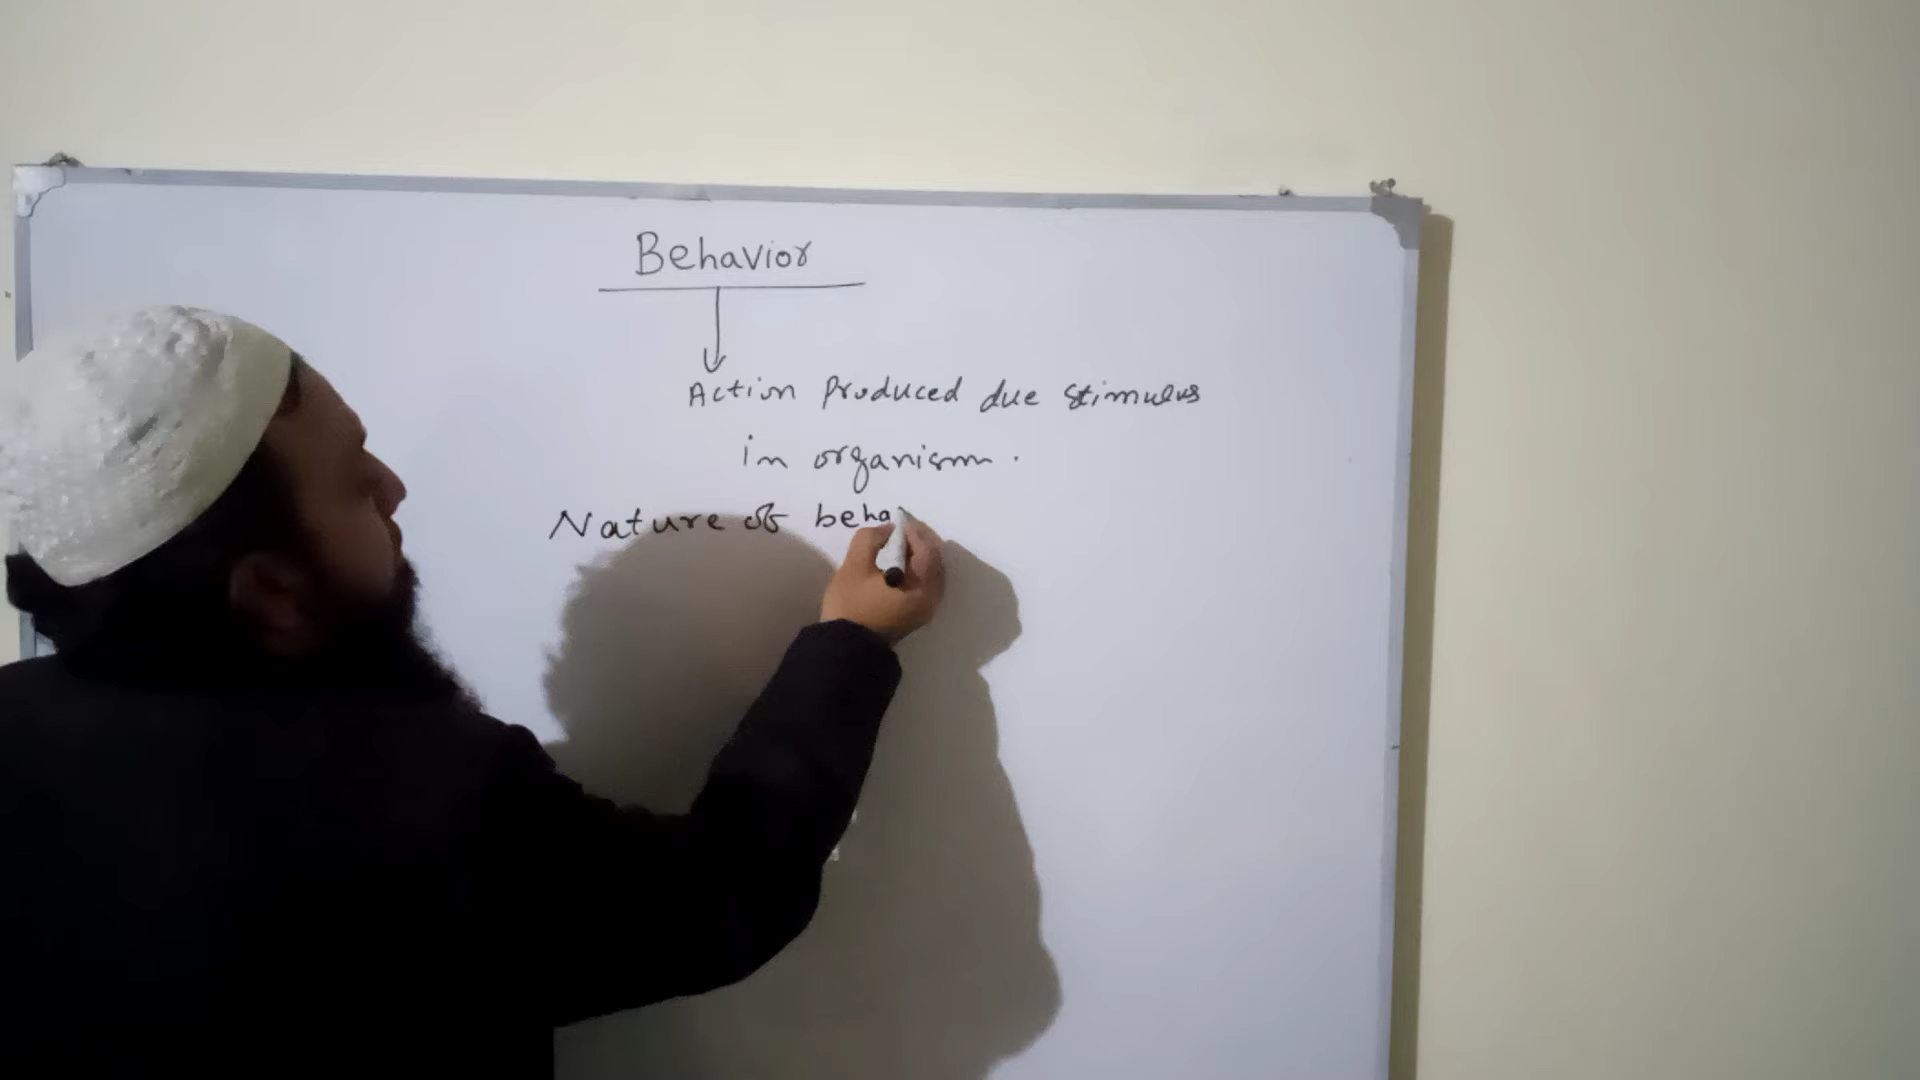 Behavior
Action Produced due stimulus
in organism.
Nature of beha